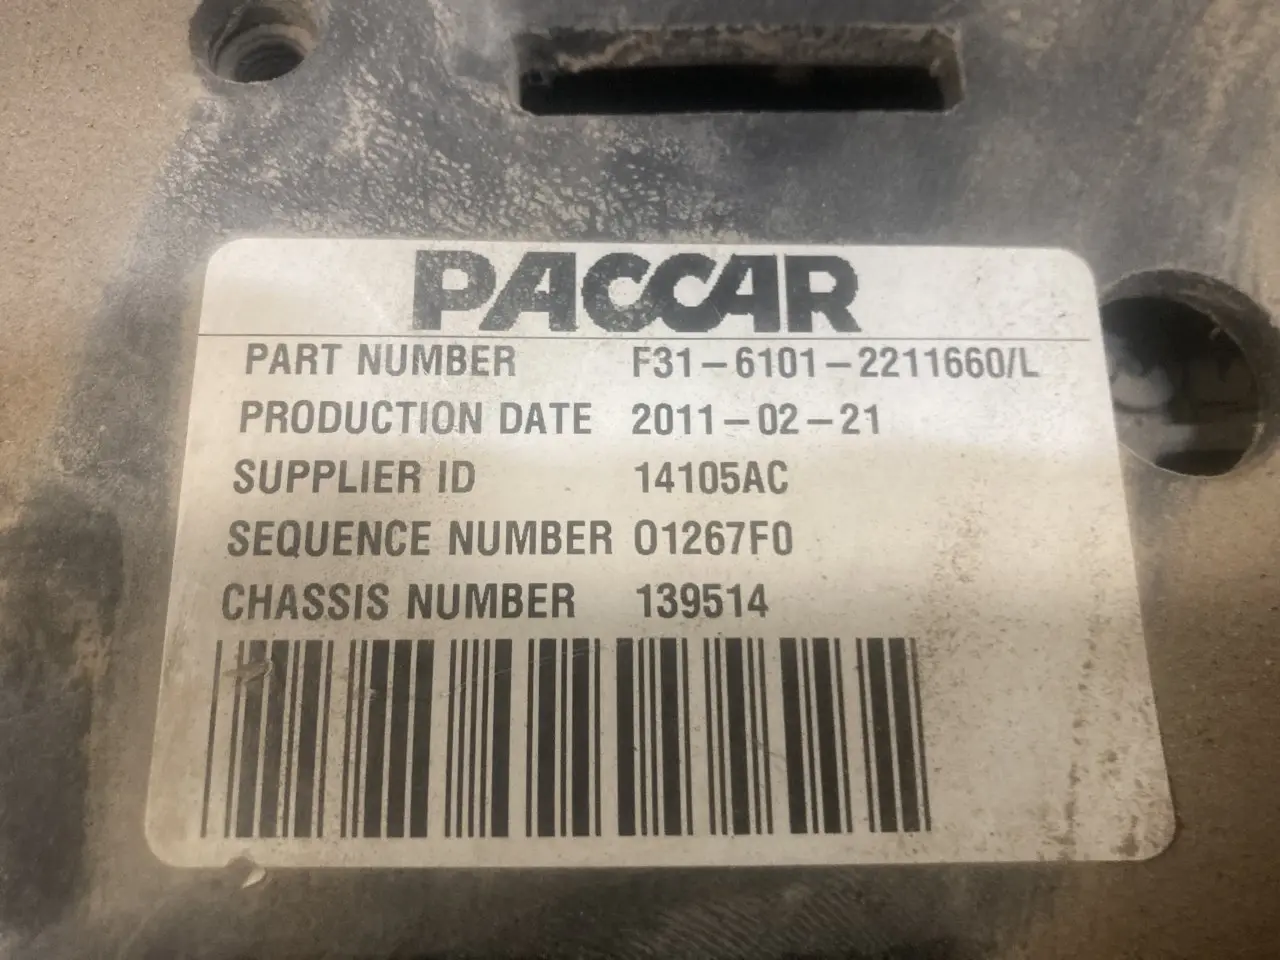 PACCAR
PART NUMBER F31-6101-2211660/L
PRODUCTION DATE 2011-02-21
SUPPLIER ID 14105AC
SEQUENCE NUMBER 01267F0
CHASSIS NUMBER 139514